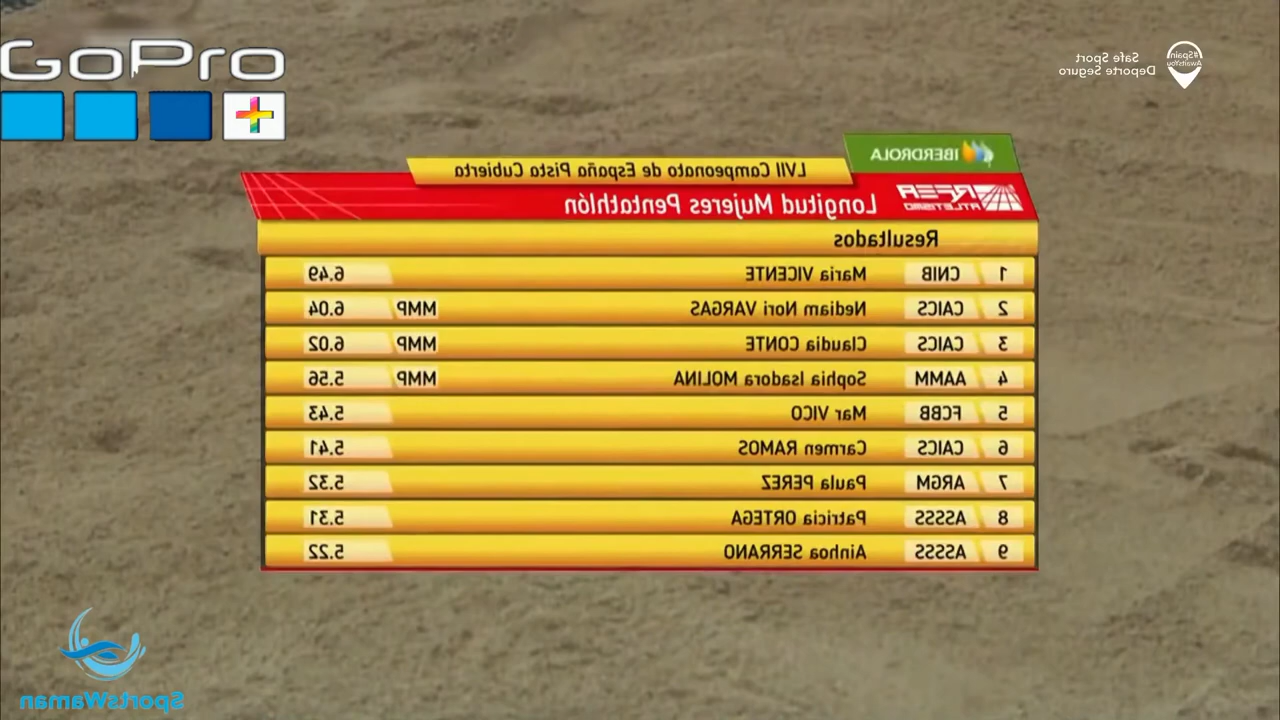 GoPro
#Spain AwaitsYou
Safe Sport
Deporte Seguro
IBERDROLA
LVII Campeonato de España Pista Cubierta
RFEA ATLETISMO
Longitud Mujeres Pentathlón
Resultados
1 CNIB Maria VICENTE 6.49
2 CAICS Nediam Nori VARGAS MMP 6.04
3 CAICS Claudia CONTE MMP 6.02
4 AAMM Sophia Isadora MOLINA MMP 5.56
5 FCBB Mar VICO 5.43
6 CAICS Carmen RAMOS 5.41
7 ARGM Paula PEREZ 5.32
8 ASSSS Patricia ORTEGA 5.31
9 ASSSS Ainhoa SERRANO 5.22
SportsWaman